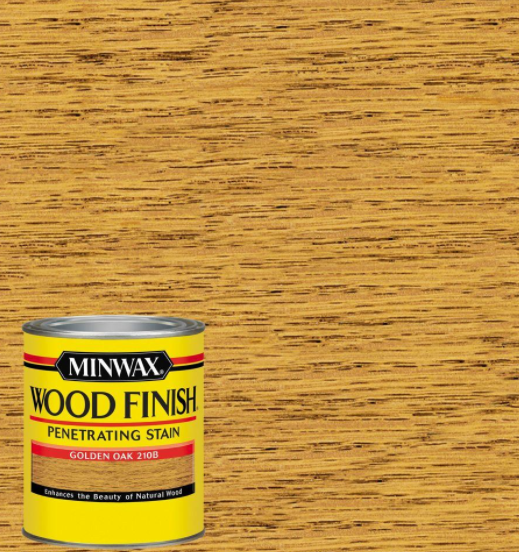 MINWAX®
WOOD FINISH®
PENETRATING STAIN
GOLDEN OAK 210B
Enhances the Beauty of Natural Wood